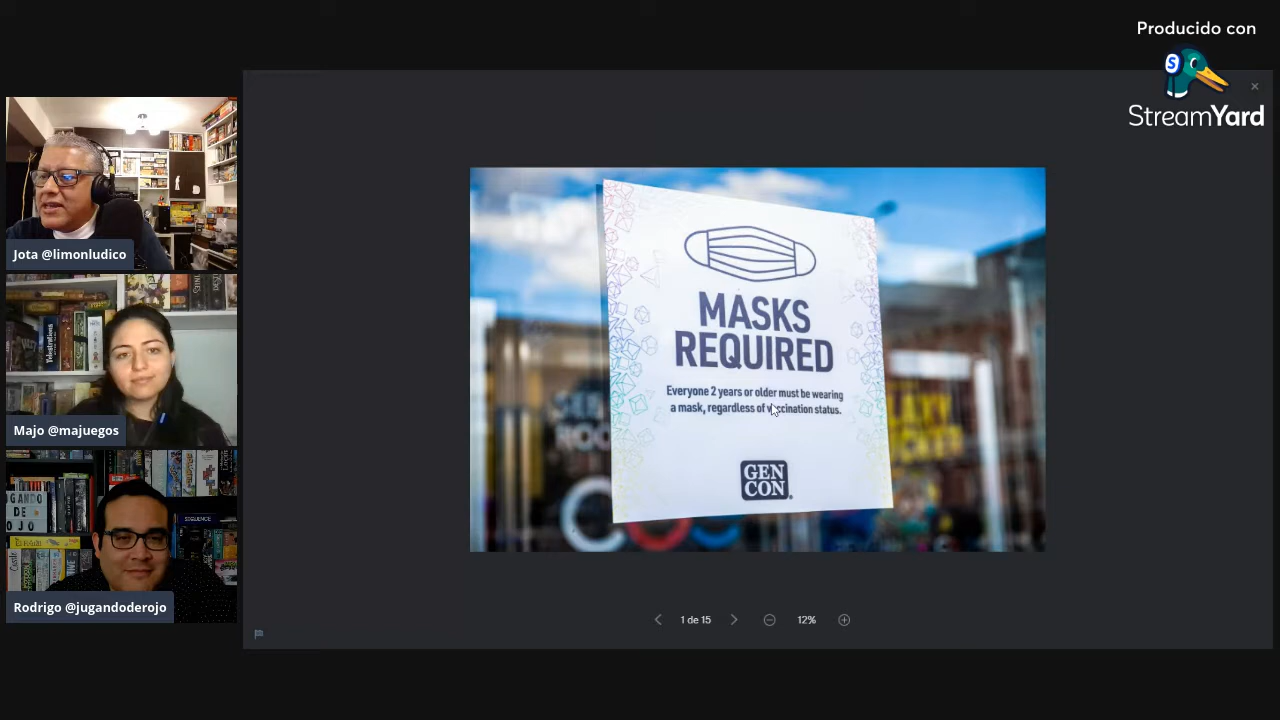 Producido con
StreamYard
Jota @limonludico
Majo @majuegos
Rodrigo @jugandoderojo
MASKS
REQUIRED
Everyone 2 years or older must be wearing
a mask, regardless of vaccination status.
GEN
CON
1 de 15
12%